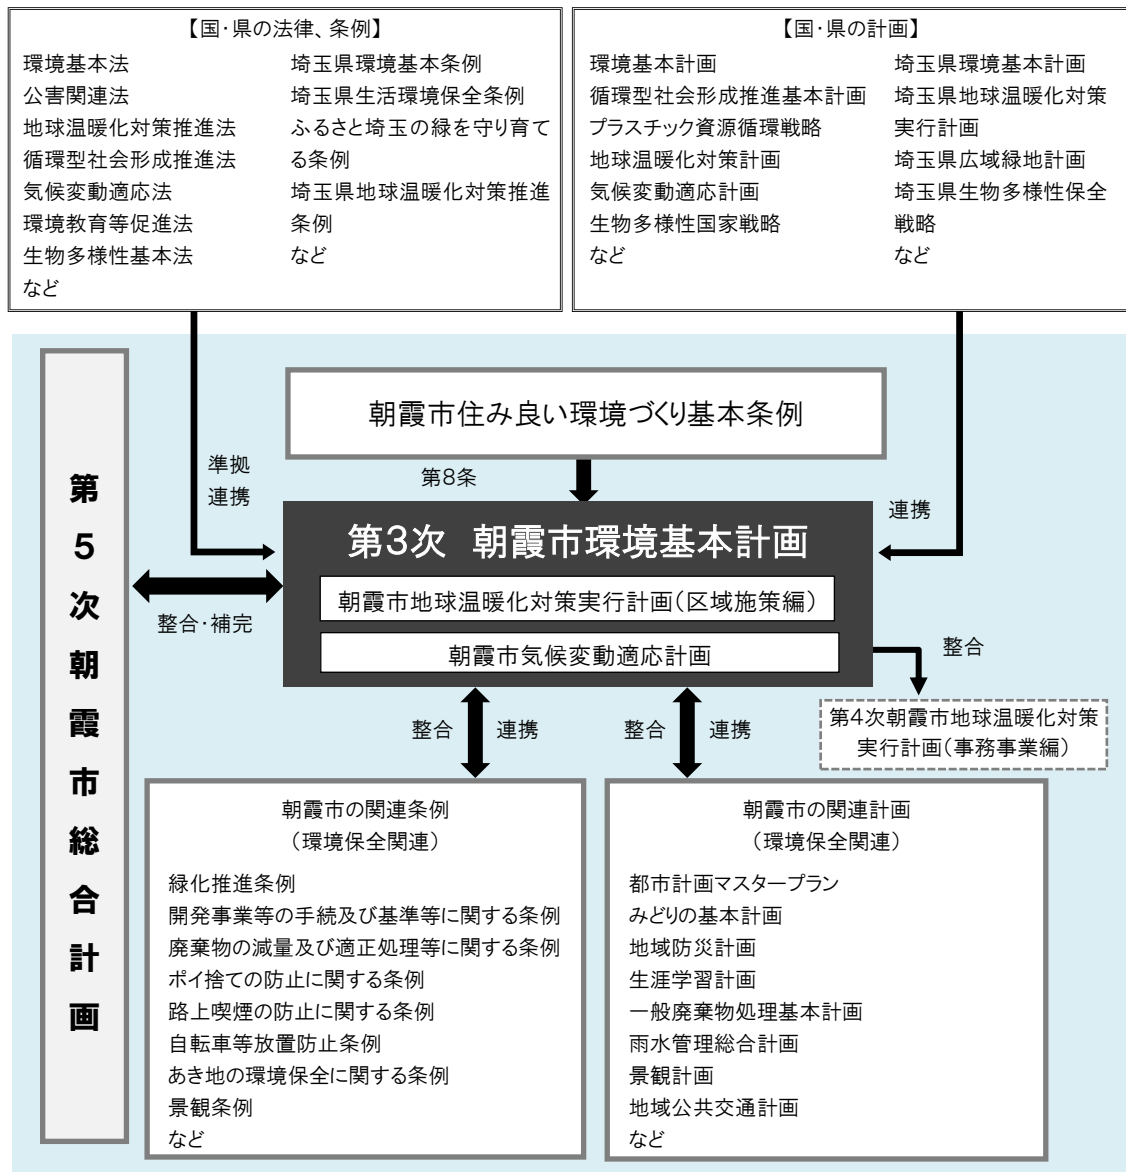 【国・県の法律、条例】
環境基本法
公害関連法
地球温暖化対策推進法
循環型社会形成推進法
気候変動適応法
環境教育等促進法
生物多様性基本法
など
埼玉県環境基本条例
埼玉県生活環境保全条例
ふるさと埼玉の緑を守り育て
る条例
埼玉県地球温暖化対策推進
条例
など
【国・県の計画】
環境基本計画
循環型社会形成推進基本計画
プラスチック資源循環戦略
地球温暖化対策計画
気候変動適応計画
生物多様性国家戦略
など
埼玉県環境基本計画
埼玉県地球温暖化対策
実行計画
埼玉県広域緑地計画
埼玉県生物多様性保全
戦略
など
第5次朝霞市総合計画
朝霞市住み良い環境づくり基本条例
準拠
連携
第8条
連携
第3次 朝霞市環境基本計画
朝霞市地球温暖化対策実行計画(区域施策編)
朝霞市気候変動適応計画
整合・補完
整合
第4次朝霞市地球温暖化対策
実行計画(事務事業編)
整合 連携
整合 連携
朝霞市の関連条例
(環境保全関連)
緑化推進条例
開発事業等の手続及び基準等に関する条例
廃棄物の減量及び適正処理等に関する条例
ポイ捨ての防止に関する条例
路上喫煙の防止に関する条例
自転車等放置防止条例
あき地の環境保全に関する条例
景観条例
など
朝霞市の関連計画
(環境保全関連)
都市計画マスタープラン
みどりの基本計画
地域防災計画
生涯学習計画
一般廃棄物処理基本計画
雨水管理総合計画
景観計画
地域公共交通計画
など